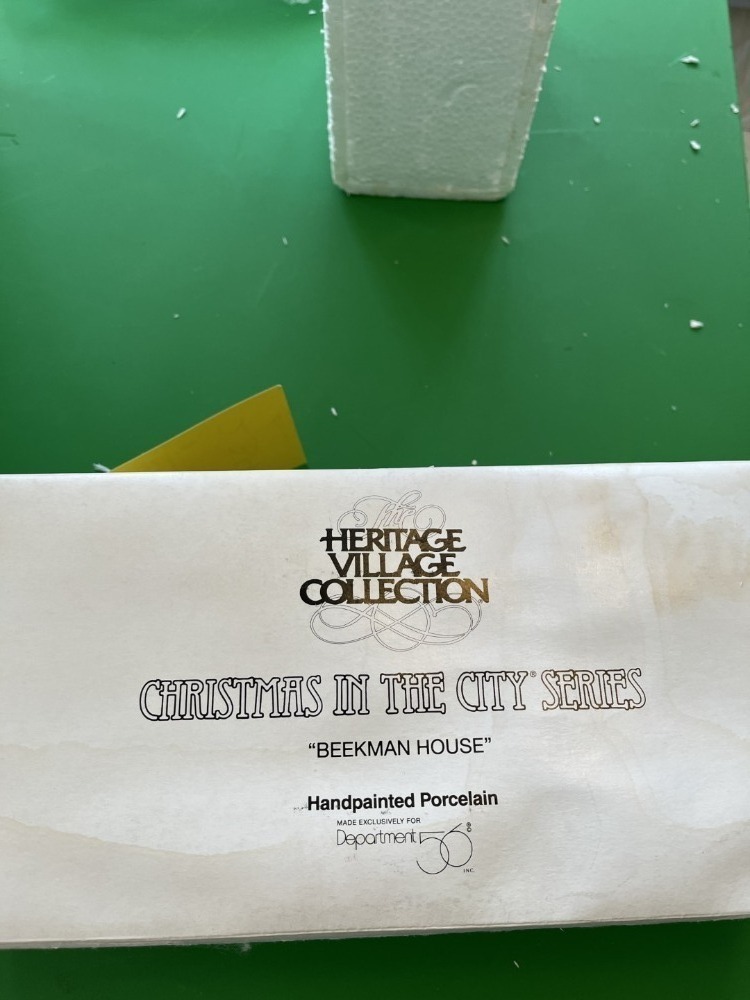 The
HERITAGE
VILLAGE
COLLECTION®
CHRISTMAS IN THE CITY® SERIES
“BEEKMAN HOUSE”
Handpainted Porcelain
MADE EXCLUSIVELY FOR
Department 56®©
INC.